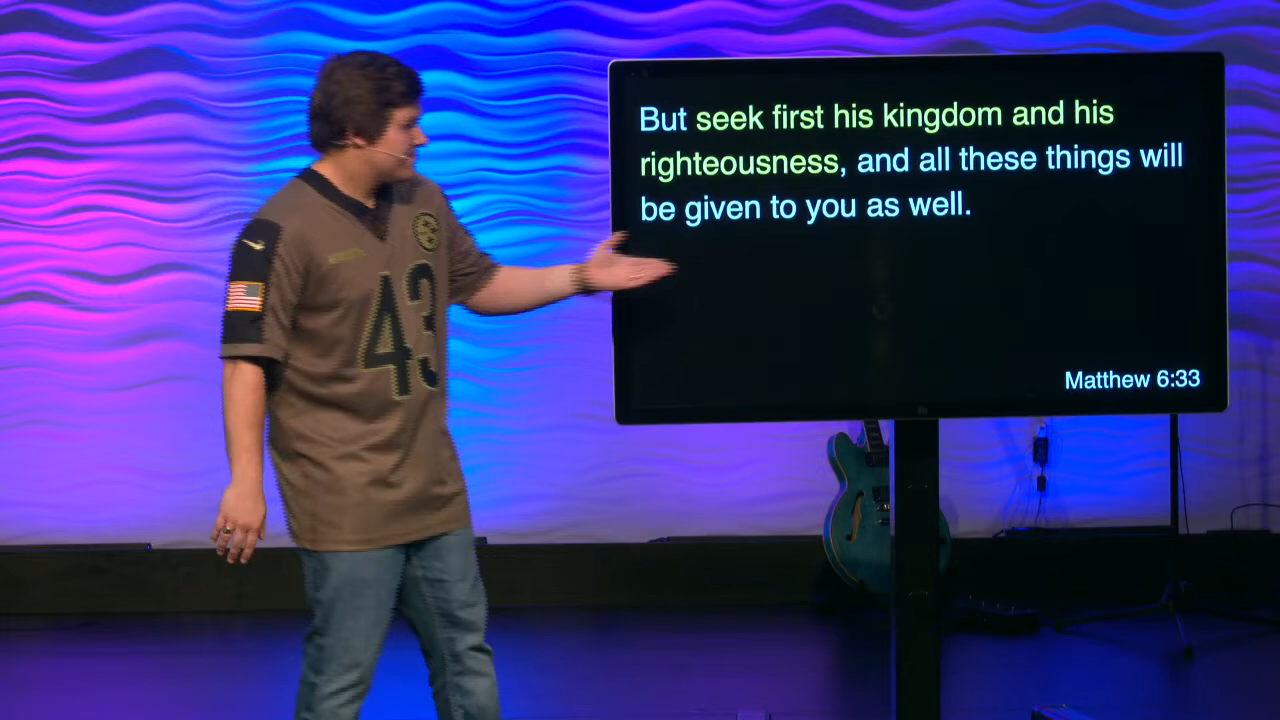 But seek first his kingdom and his
righteousness, and all these things will
be given to you as well.
Matthew 6:33
43